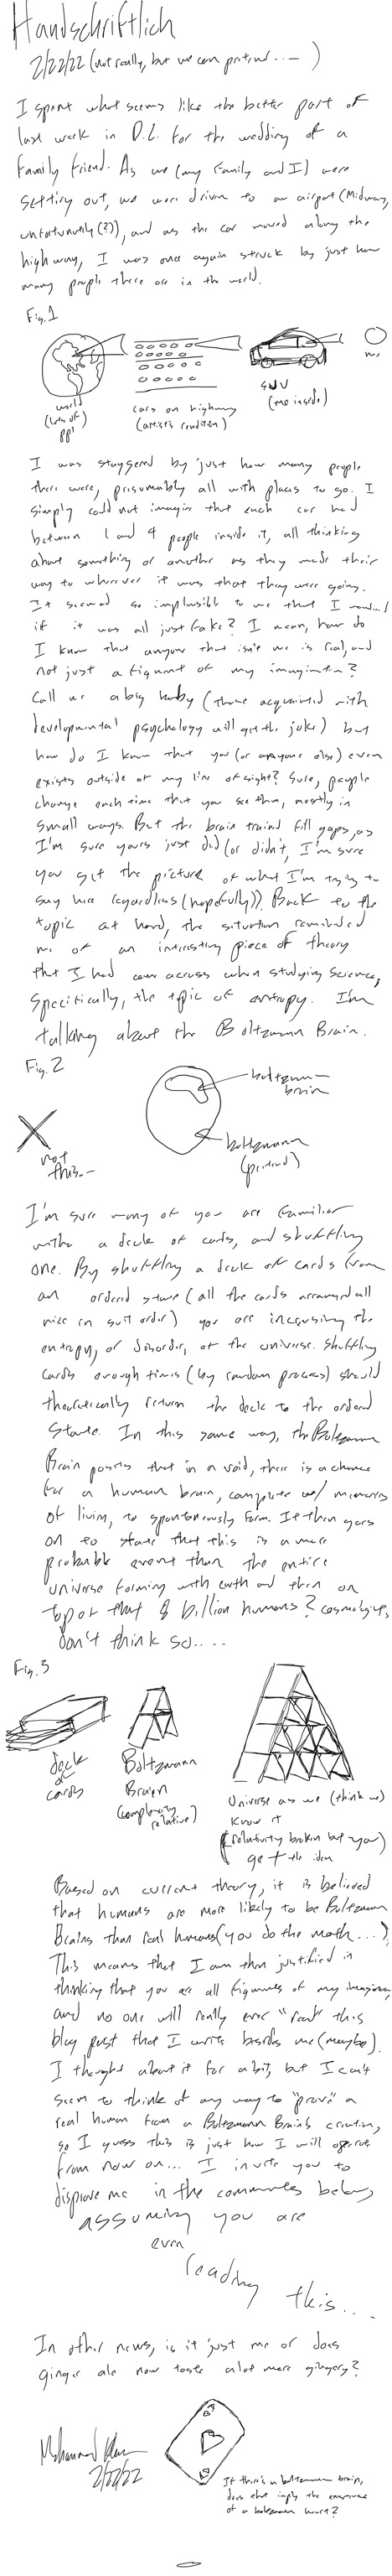 Handschriftlich
2/22/22 (not really, but we can pretend...)
I spent what seems like the better part of
last week in D.C. for the wedding of a
family friend. As we (my family and I) were
setting out, we were driven to an airport (Midway,
unfortunately(?)), and as the car moved along the
highway, I was once again struck by just how
many people there are in the world.
Fig. 1
world
(lots of
ppl)
cars on highway
(artist's rendition)
SUV
(me inside)
me
I was staggered by just how many people
there were, presumably all with places to go. I
simply could not imagine that each car had
between 1 and 4 people inside it, all thinking
about something or another as they made their
way to wherever it was that they were going.
It seemed so implausible to me that I wondered
if it was all just fake? I mean, how do
I know that anyone that isn't me is real, and
not just a figment of my imagination?
Call me a big baby (those acquainted with
developmental psychology will get the joke) but
how do I know that you (or anyone else) even
exists outside of my line of sight? Sure, people
change each time that you see them, mostly in
small ways. But the brain fill gaps, as
I'm sure yours just did (or didn't, I'm sure
you get the picture of what I'm trying to
say here regardless (hopefully)). Back to the
topic at hand, the situation reminded
me of an interesting piece of theory
that I had come across when studying science,
specifically, the topic of entropy. I'm
talking about the Boltzmann Brain.
Fig. 2
not
this...
boltzmann
brain
boltzmann
(pretend)
I'm sure many of you are familiar
with a deck of cards, and shuffling
one. By shuffling a deck of cards from
an ordered state (all the cards arranged all
nice in suit order) you are increasing the
entropy, or disorder, of the universe. Shuffling
cards enough times (by random process) should
theoretically return the deck to the ordered
state. In this same way, the Boltzmann
Brain posits that in a void, there is a chance
for a human brain, complete w/ memories
of living, to spontaneously form. It then goes
on to state that this is a more
probable event than the entire
universe forming with earth and then on
top of that 8 billion humans? cosmologists
don't think so....
Fig. 3
deck
of
cards
Boltzmann
Brain
(complexity
relative)
Universe as we (think we)
know it
(relativity broken but you)
get the idea
Based on current theory, it is believed
that humans are more likely to be Boltzmann
Brains than real humans (you do the math...)
This means that I am then justified in
thinking that you are all figments of my imagination,
and no one will really ever "read" this
blog post that I write besides me (maybe).
I thought about it for a bit, but I can't
seem to think of any way to "prove" a
real human from a Boltzmann Brain's creation,
so I guess this is just how I will operate
from now on... I invite you to
disprove me in the comments below,
assuming you are
even
reading
this...
In other news, is it just me or does
ginger ale now taste a lot more gingery?
Mohammad Khan
2/22/22
If there's a boltzmann brain,
does that imply the existence
of a boltzmann heart?